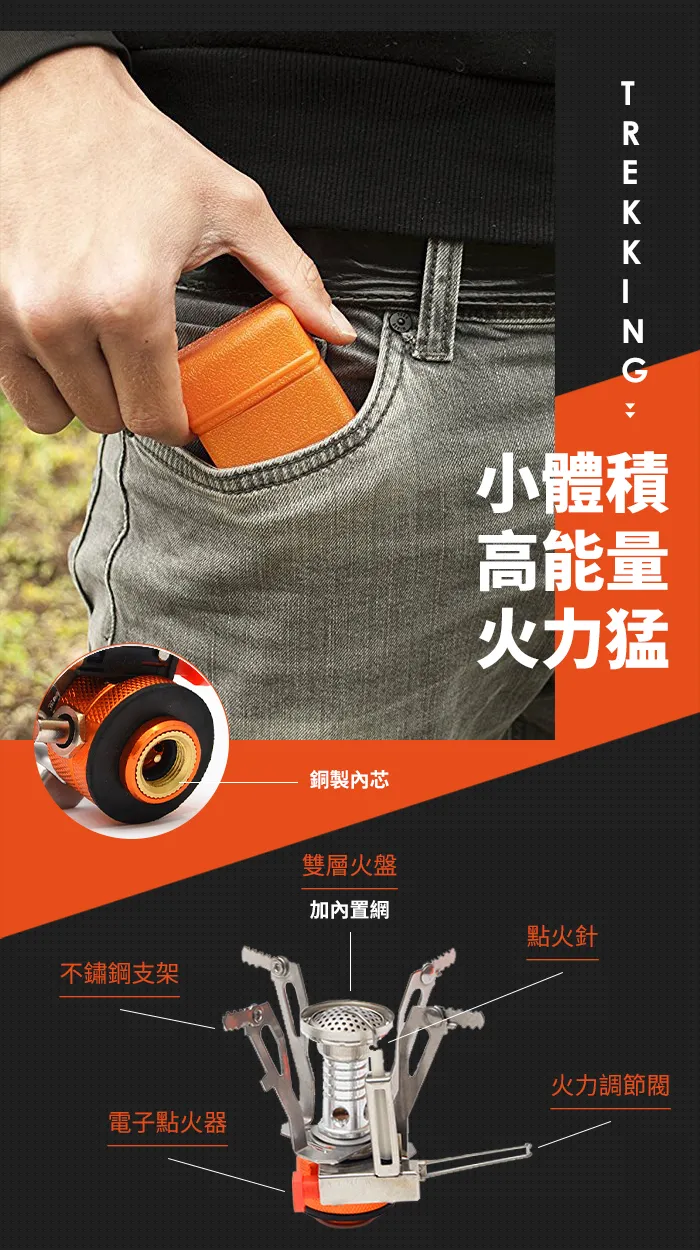 TREKKING
小體積
高能量
火力猛
銅製內芯
雙層火盤
加內置網
點火針
不鏽鋼支架
火力調節閥
電子點火器